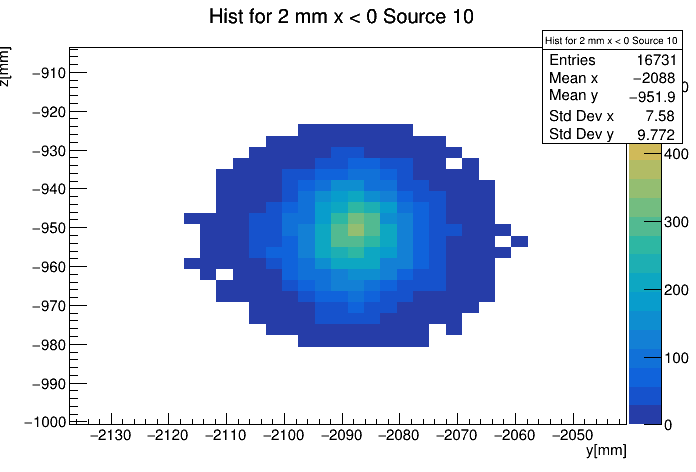 Hist for 2 mm x < 0 Source 10
Hist for 2 mm x < 0 Source 10
Entries 16731
Mean x −2088
Mean y −951.9
Std Dev x 7.58
Std Dev y 9.772
z[mm]
−910
−920
−930
−940
−950
−960
−970
−980
−990
−1000
−2130 −2120 −2110 −2100 −2090 −2080 −2070 −2060 −2050
y[mm]
400
300
200
100
0